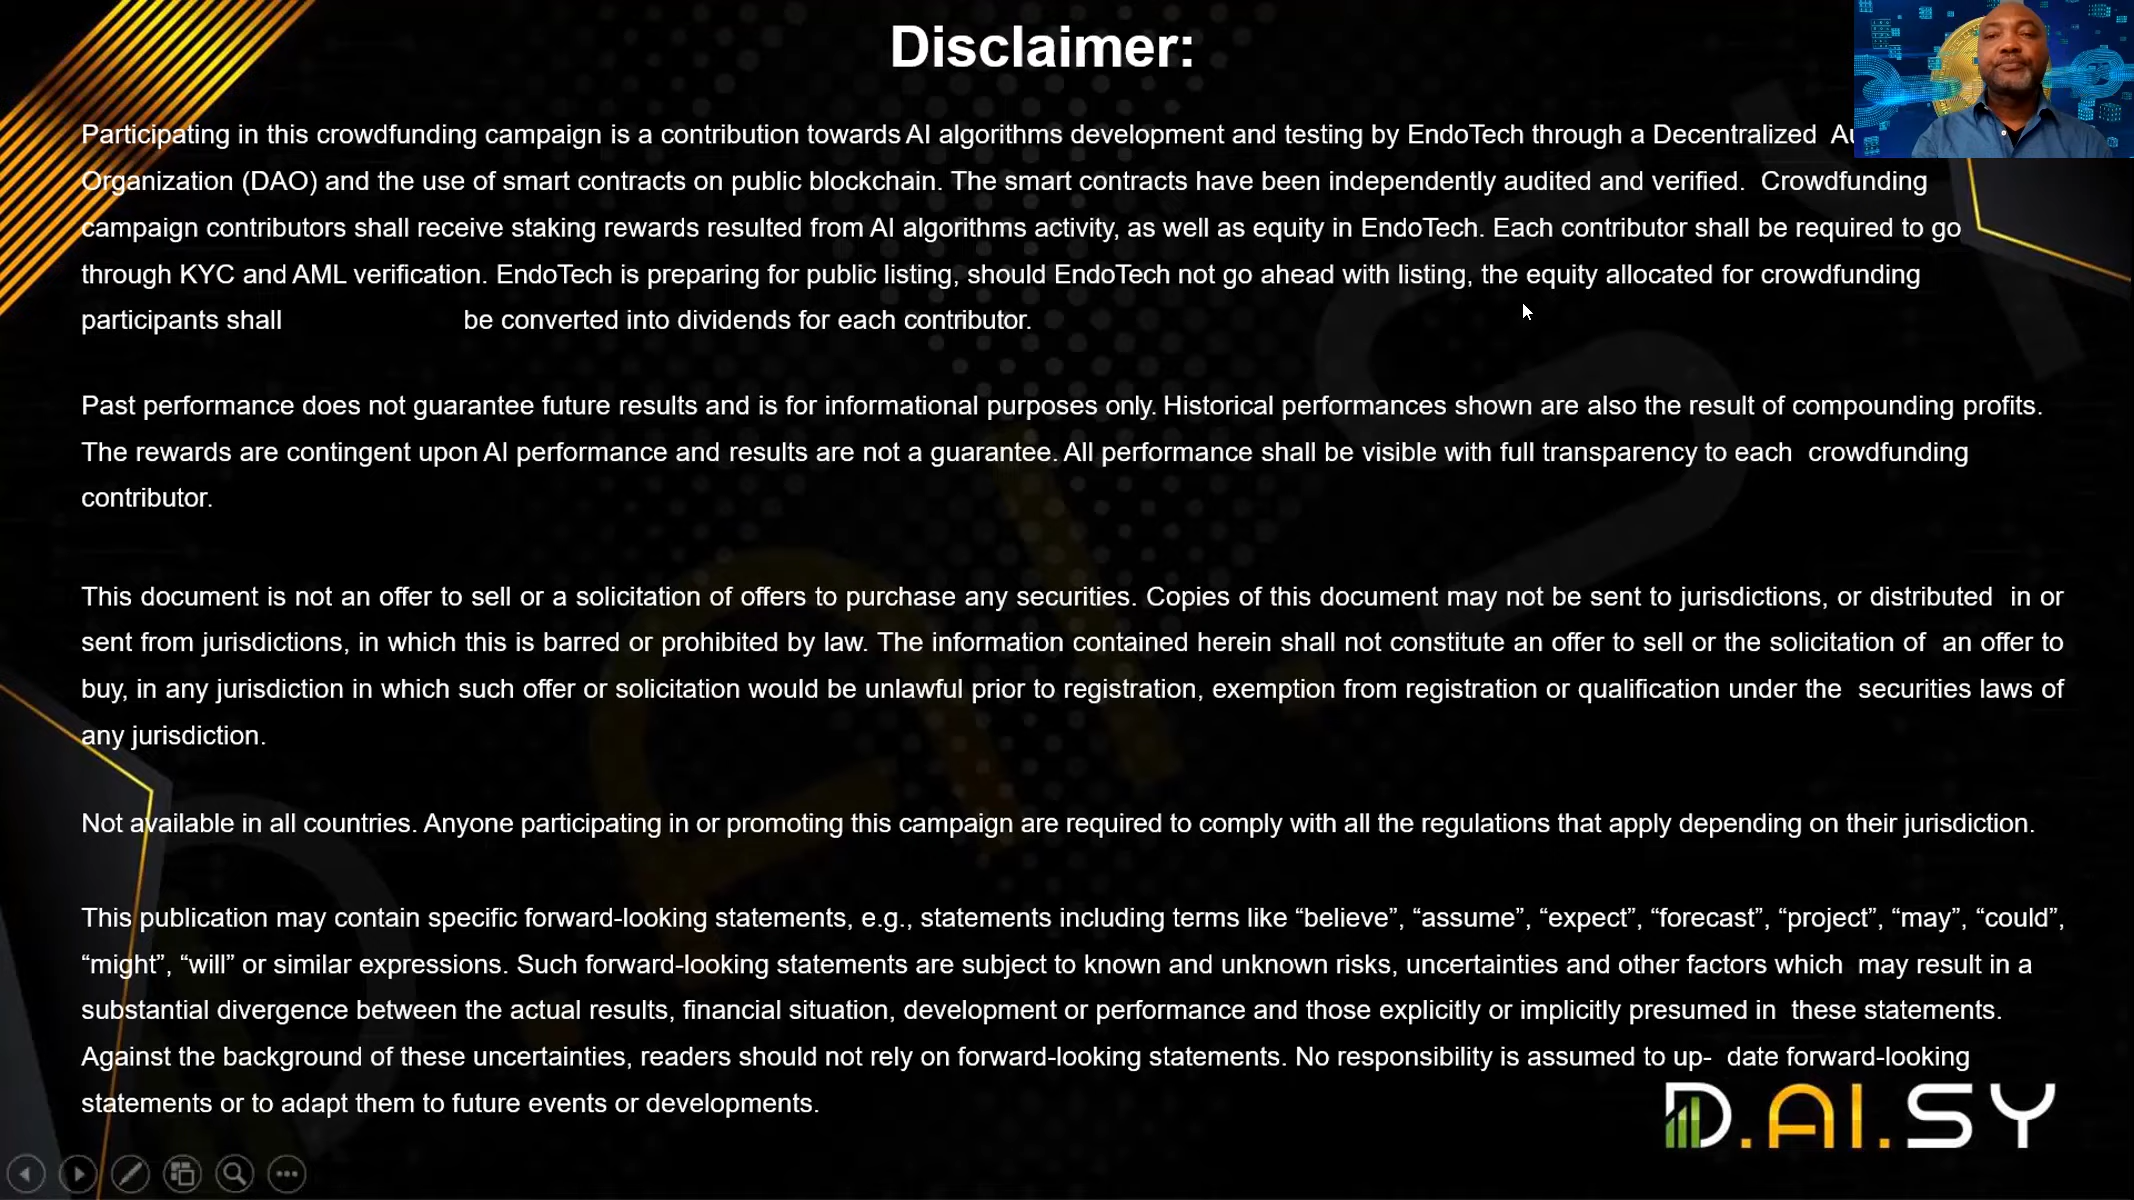 Disclaimer:
Participating in this crowdfunding campaign is a contribution towards AI algorithms development and testing by EndoTech through a Decentralized
Organization (DAO) and the use of smart contracts on public blockchain. The smart contracts have been independently audited and verified. Crowdfunding
campaign contributors shall receive staking rewards resulted from AI algorithms activity, as well as equity in EndoTech. Each contributor shall be required to go
through KYC and AML verification. EndoTech is preparing for public listing, should EndoTech not go ahead with listing, the equity allocated for crowdfunding
participants shall be converted into dividends for each contributor.
Past performance does not guarantee future results and is for informational purposes only. Historical performances shown are also the result of compounding profits.
The rewards are contingent upon AI performance and results are not a guarantee. All performance shall be visible with full transparency to each crowdfunding
contributor.
This document is not an offer to sell or a solicitation of offers to purchase any securities. Copies of this document may not be sent to jurisdictions, or distributed in or
sent from jurisdictions, in which this is barred or prohibited by law. The information contained herein shall not constitute an offer to sell or the solicitation of an offer to
buy, in any jurisdiction in which such offer or solicitation would be unlawful prior to registration, exemption from registration or qualification under the securities laws of
any jurisdiction.
Not available in all countries. Anyone participating in or promoting this campaign are required to comply with all the regulations that apply depending on their jurisdiction.
This publication may contain specific forward-looking statements, e.g., statements including terms like “believe”, “assume”, “expect”, “forecast”, “project”, “may”, “could”,
“might”, “will” or similar expressions. Such forward-looking statements are subject to known and unknown risks, uncertainties and other factors which may result in a
substantial divergence between the actual results, financial situation, development or performance and those explicitly or implicitly presumed in these statements.
Against the background of these uncertainties, readers should not rely on forward-looking statements. No responsibility is assumed to up- date forward-looking
statements or to adapt them to future events or developments.
D.AI.SY